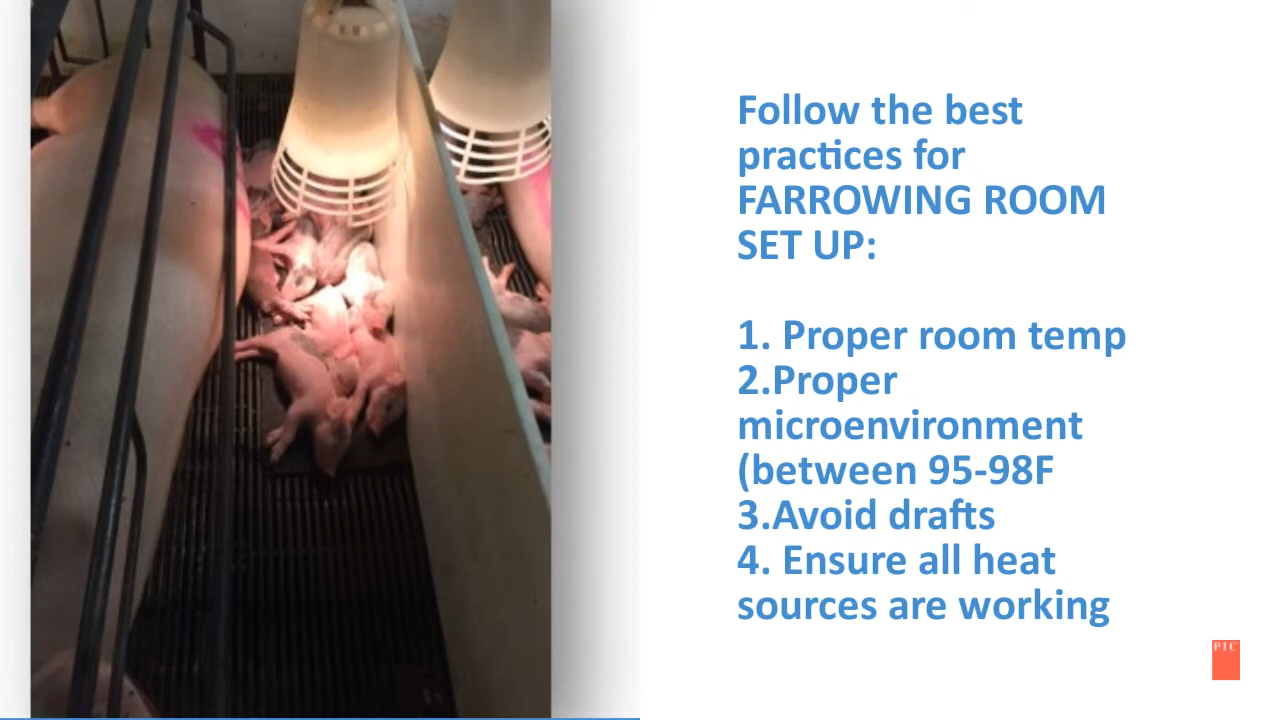 Follow the best
practices for
FARROWING ROOM
SET UP:
1. Proper room temp
2.Proper
microenvironment
(between 95-98F
3.Avoid drafts
4. Ensure all heat
sources are working
PIC